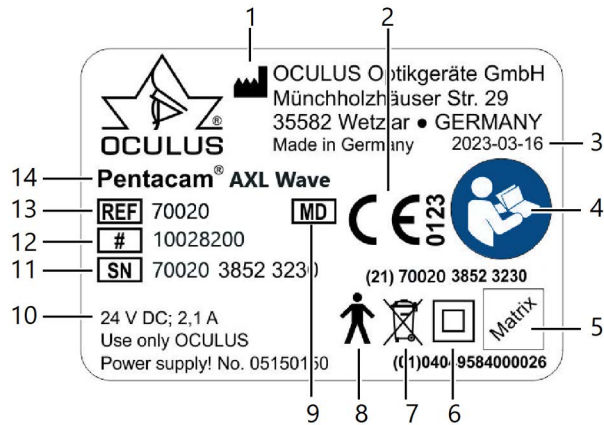 1
2
OCULUS Optikgeräte GmbH
Münchholzhäuser Str. 29
35582 Wetzlar ● GERMANY
Made in Germany 2023-03-16
3
®
OCULUS
14
Pentacam® AXL Wave
13
REF 70020
MD
CE 0123
4
12
# 10028200
11
SN 70020 3852 3230
(21) 70020 3852 3230
10
24 V DC; 2,1 A
Use only OCULUS
Power supply! No. 05150150
Matrix
5
(01)04049584000026
9
8
7
6